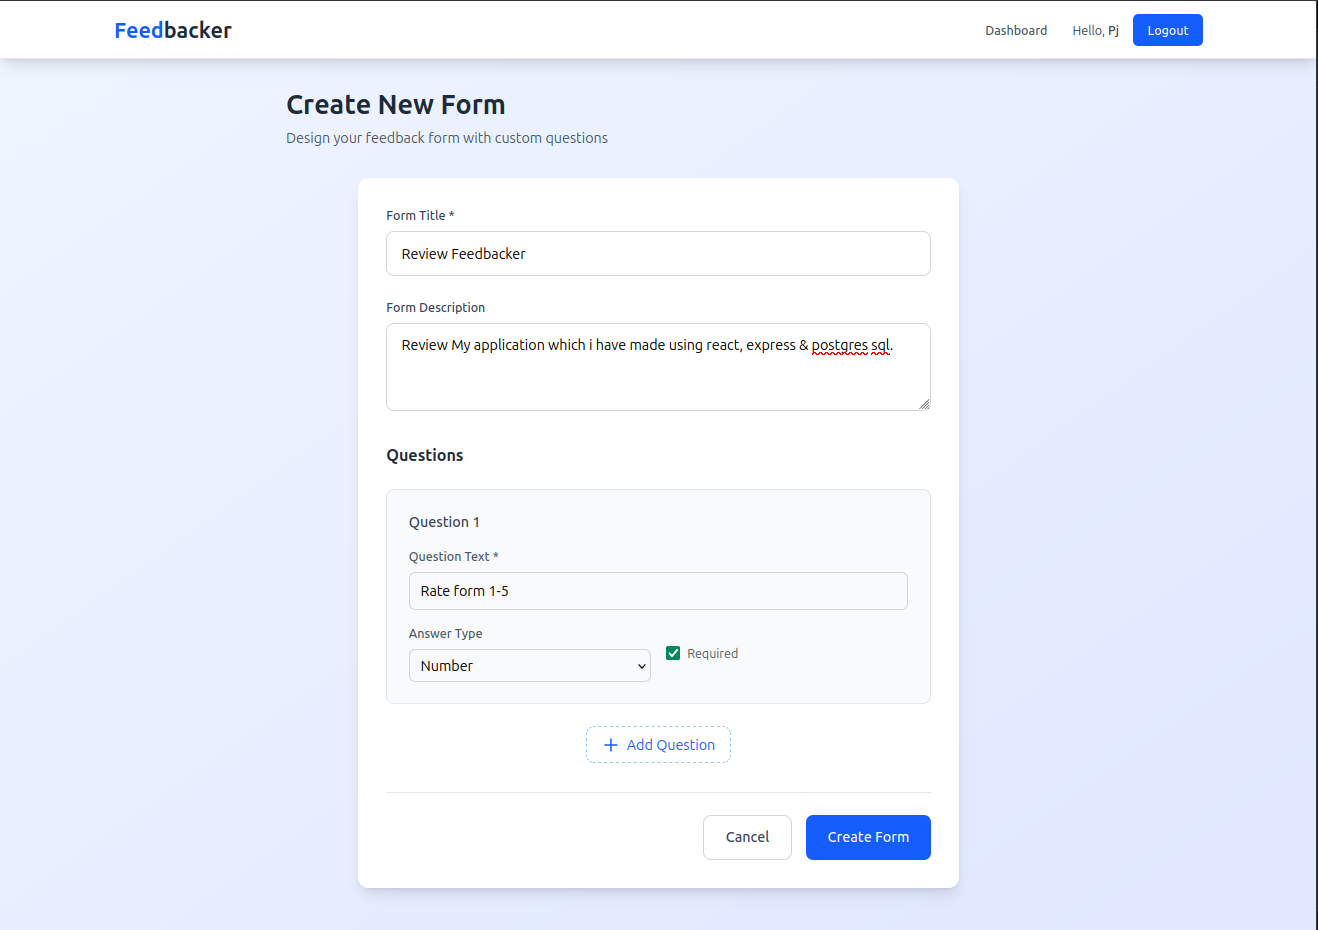 Feedbacker
Dashboard
Hello, Pj
Logout
Create New Form
Design your feedback form with custom questions
Form Title *
Review Feedbacker
Form Description
Review My application which i have made using react, express & postgres sql.
Questions
Question 1
Question Text *
Rate form 1-5
Answer Type
Number
Required
Add Question
Cancel
Create Form